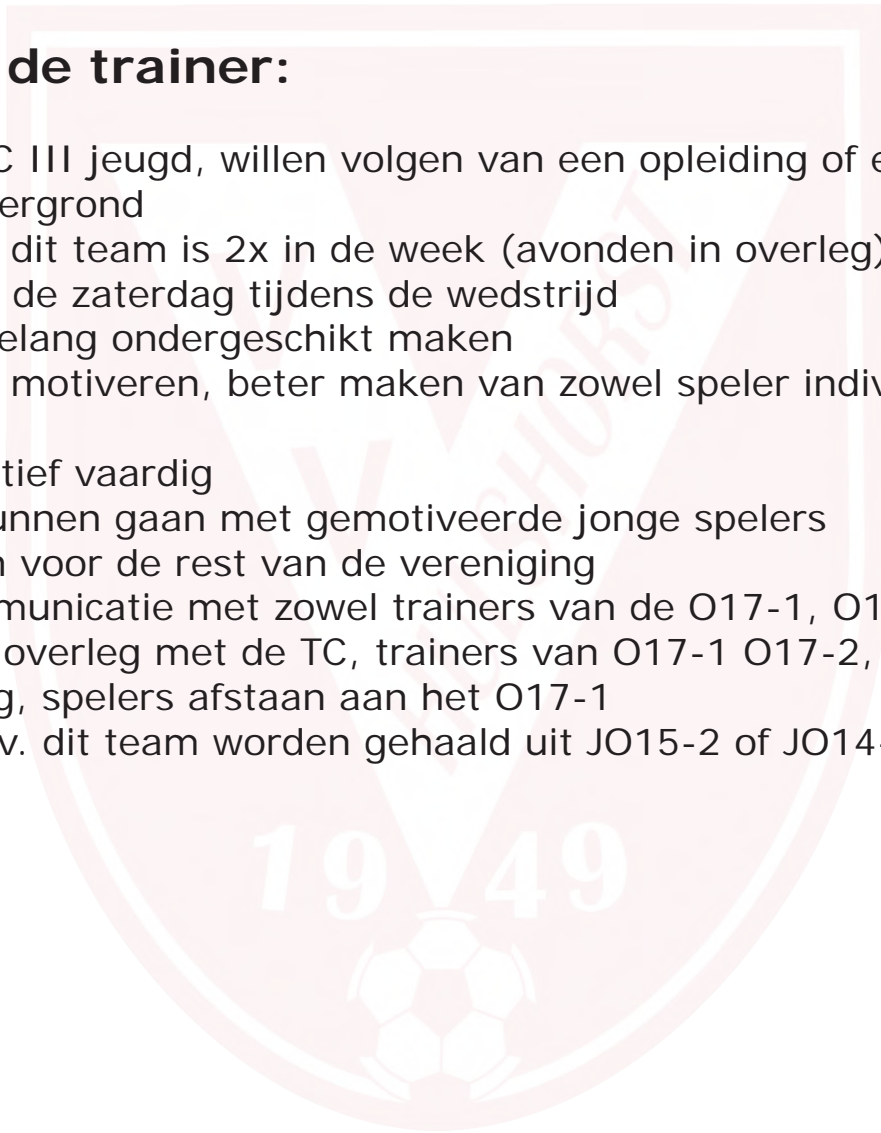 de trainer:
C III jeugd, willen volgen van een opleiding of e
ergrond
dit team is 2x in de week (avonden in overleg)
de zaterdag tijdens de wedstrijd
elang ondergeschikt maken
motiveren, beter maken van zowel speler indiv
tief vaardig
unnen gaan met gemotiveerde jonge spelers
n voor de rest van de vereniging
municatie met zowel trainers van de O17-1, O1
overleg met de TC, trainers van O17-1 O17-2,
g, spelers afstaan aan het O17-1
v. dit team worden gehaald uit JO15-2 of JO14-
HULSHORST
19 49